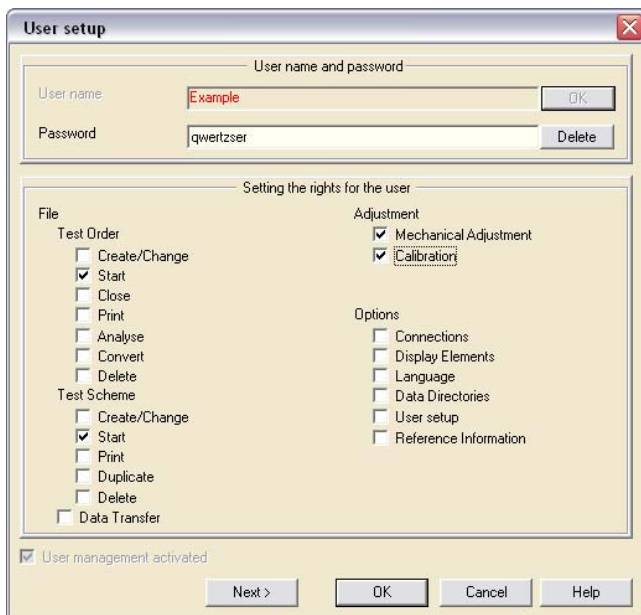 User setup
User name and password
User name
Example
OK
Password
qwertzser
Delete
Setting the rights for the user
File
Test Order
Create/Change
Start
Close
Print
Analyse
Convert
Delete
Test Scheme
Create/Change
Start
Print
Duplicate
Delete
Data Transfer
Adjustment
Mechanical Adjustment
Calibration
Options
Connections
Display Elements
Language
Data Directories
User setup
Reference Information
User management activated
Next >
OK
Cancel
Help